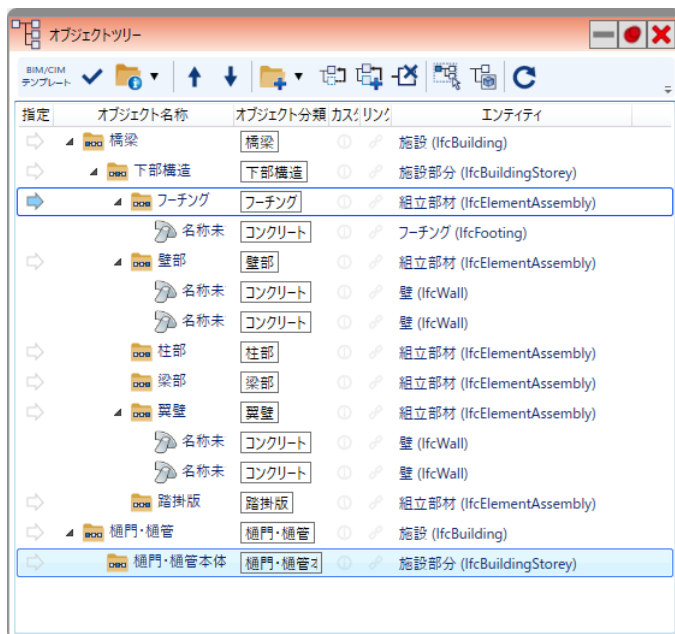 オブジェクトツリー
BIM/CIM
テンプレート
指定 オブジェクト名称 オブジェクト分類 カスタ リンク エンティティ
橋梁 橋梁 施設 (IfcBuilding)
下部構造 下部構造 施設部分 (IfcBuildingStorey)
フーチング フーチング 組立部材 (IfcElementAssembly)
名称未 コンクリート フーチング (IfcFooting)
壁部 壁部 組立部材 (IfcElementAssembly)
名称未 コンクリート 壁 (IfcWall)
名称未 コンクリート 壁 (IfcWall)
柱部 柱部 組立部材 (IfcElementAssembly)
梁部 梁部 組立部材 (IfcElementAssembly)
翼壁 翼壁 組立部材 (IfcElementAssembly)
名称未 コンクリート 壁 (IfcWall)
名称未 コンクリート 壁 (IfcWall)
踏掛版 踏掛版 組立部材 (IfcElementAssembly)
樋門・樋管 樋門・樋管 施設 (IfcBuilding)
樋門・樋管本体 樋門・樋管本 施設部分 (IfcBuildingStorey)